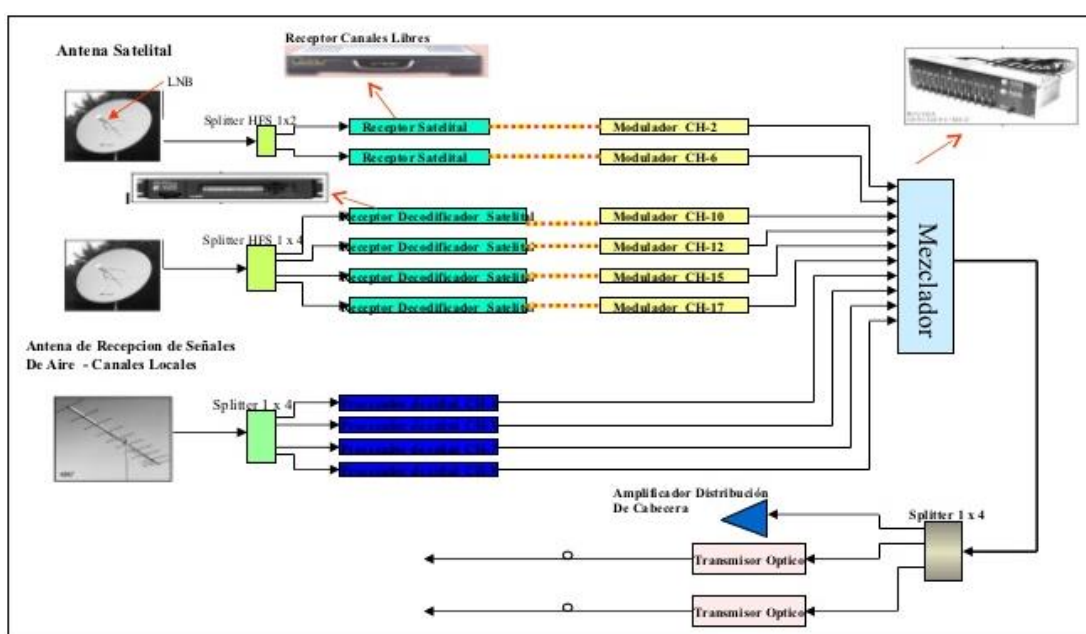 Receptor Canales Libres
Antena Satelital
LNB
Splitter HFS 1x2
Receptor Satelital
Modulador CH-2
Receptor Satelital
Modulador CH-6
Receptor Decodificador Satelital
Modulador CH-10
Splitter HFS 1 x 4
Receptor Decodificador Satelital
Modulador CH-12
Receptor Decodificador Satelital
Modulador CH-15
Receptor Decodificador Satelital
Modulador CH-17
Mezclador
Antena de Recepcion de Señales
De Aire - Canales Locales
Splitter 1 x 4
Amplificador Distribución
De Cabecera
Splitter 1 x 4
Transmisor Optico
Transmisor Optico